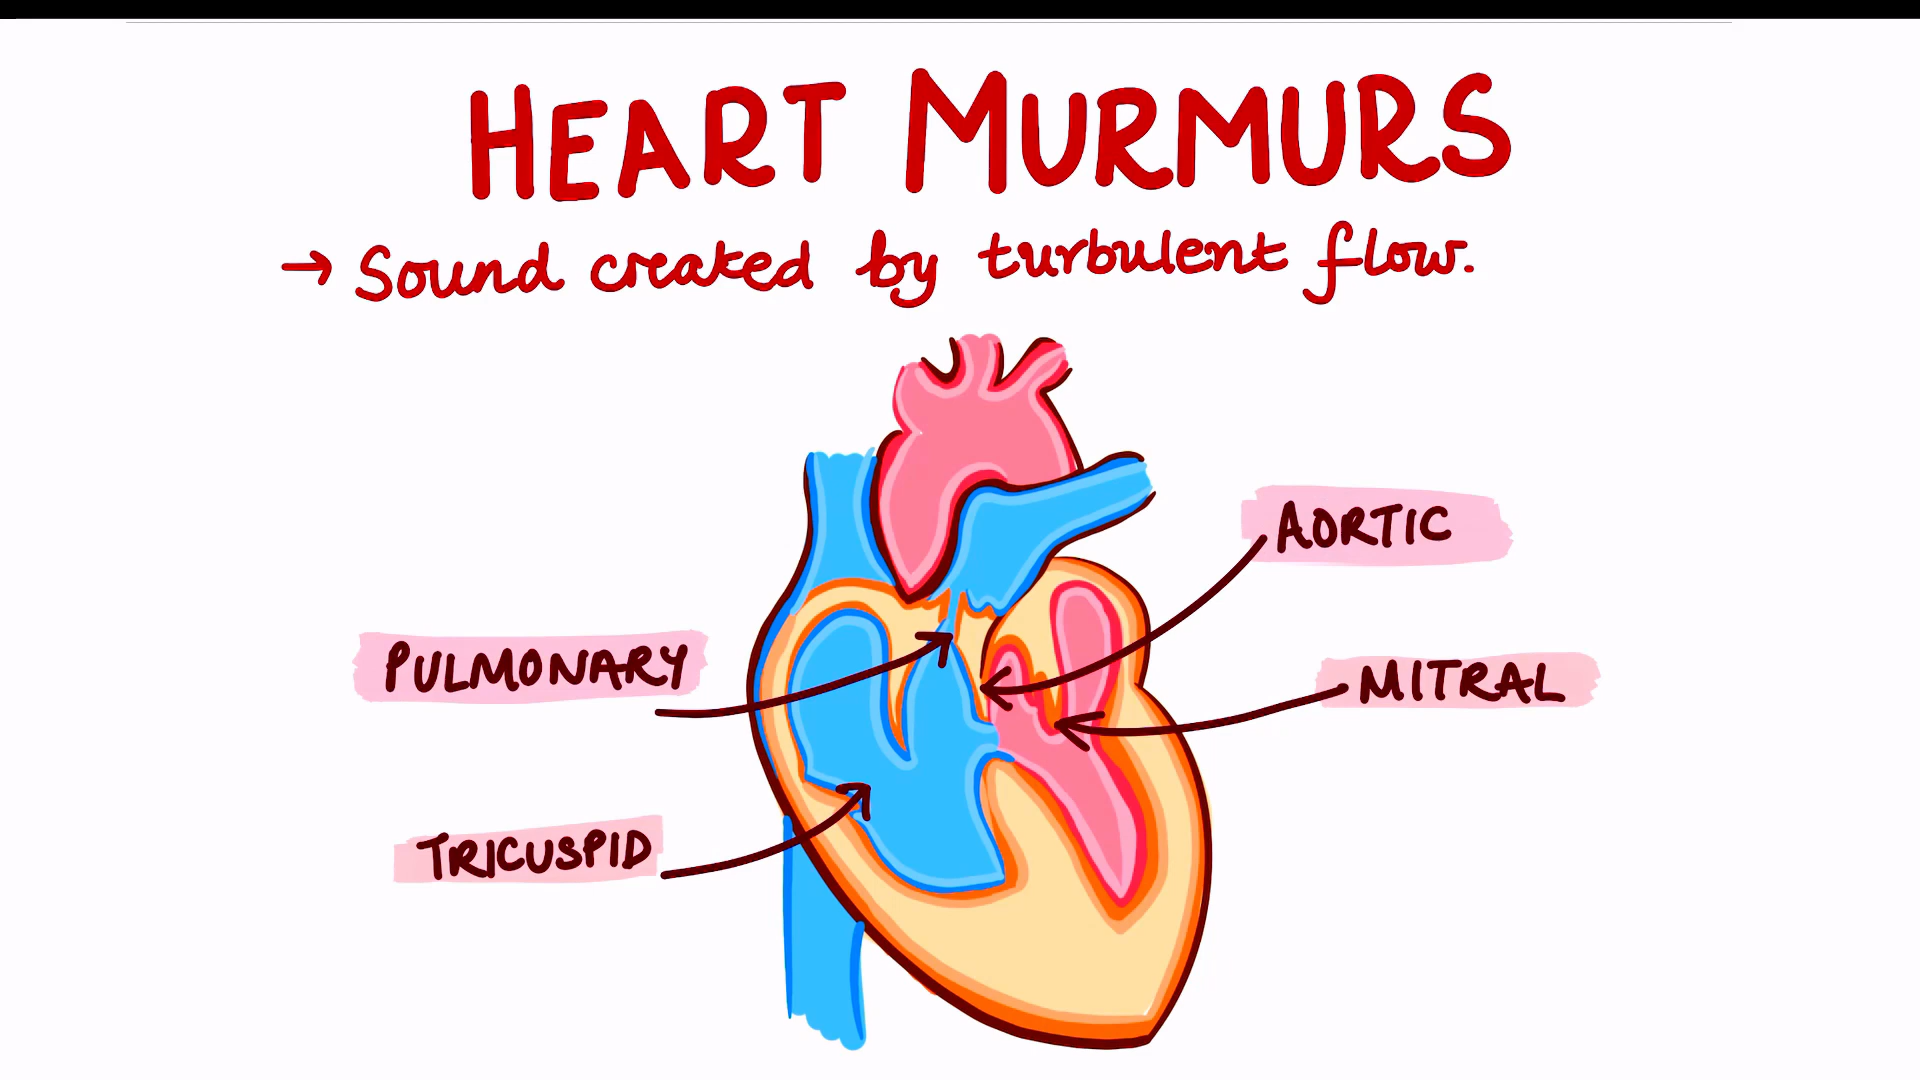 HEART MURMURS
→ Sound created by turbulent flow.
AORTIC
PULMONARY
MITRAL
TRICUSPID